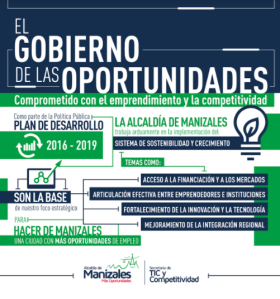 EL
GOBIERNO
DE LAS OPORTUNIDADES
Comprometido con el emprendimiento y la competitividad
Como parte de la Política Pública
PLAN DE DESARROLLO
2016 - 2019
LA ALCALDÍA DE MANIZALES
trabaja arduamente en la implementación del
SISTEMA DE SOSTENIBILIDAD Y CRECIMIENTO
TEMAS COMO:
ACCESO A LA FINANCIACIÓN Y A LOS MERCADOS
ARTICULACIÓN EFECTIVA ENTRE EMPRENDEDORES E INSTITUCIONES
FORTALECIMIENTO DE LA INNOVACIÓN Y LA TECNOLOGÍA
MEJORAMIENTO DE LA INTEGRACIÓN REGIONAL
SON LA BASE
de nuestro foco estratégico
PARA
HACER DE MANIZALES
UNA CIUDAD CON MÁS OPORTUNIDADES DE EMPLEO
Alcaldía de
Manizales
Más Oportunidades
Secretaría de
TIC y
Competitividad